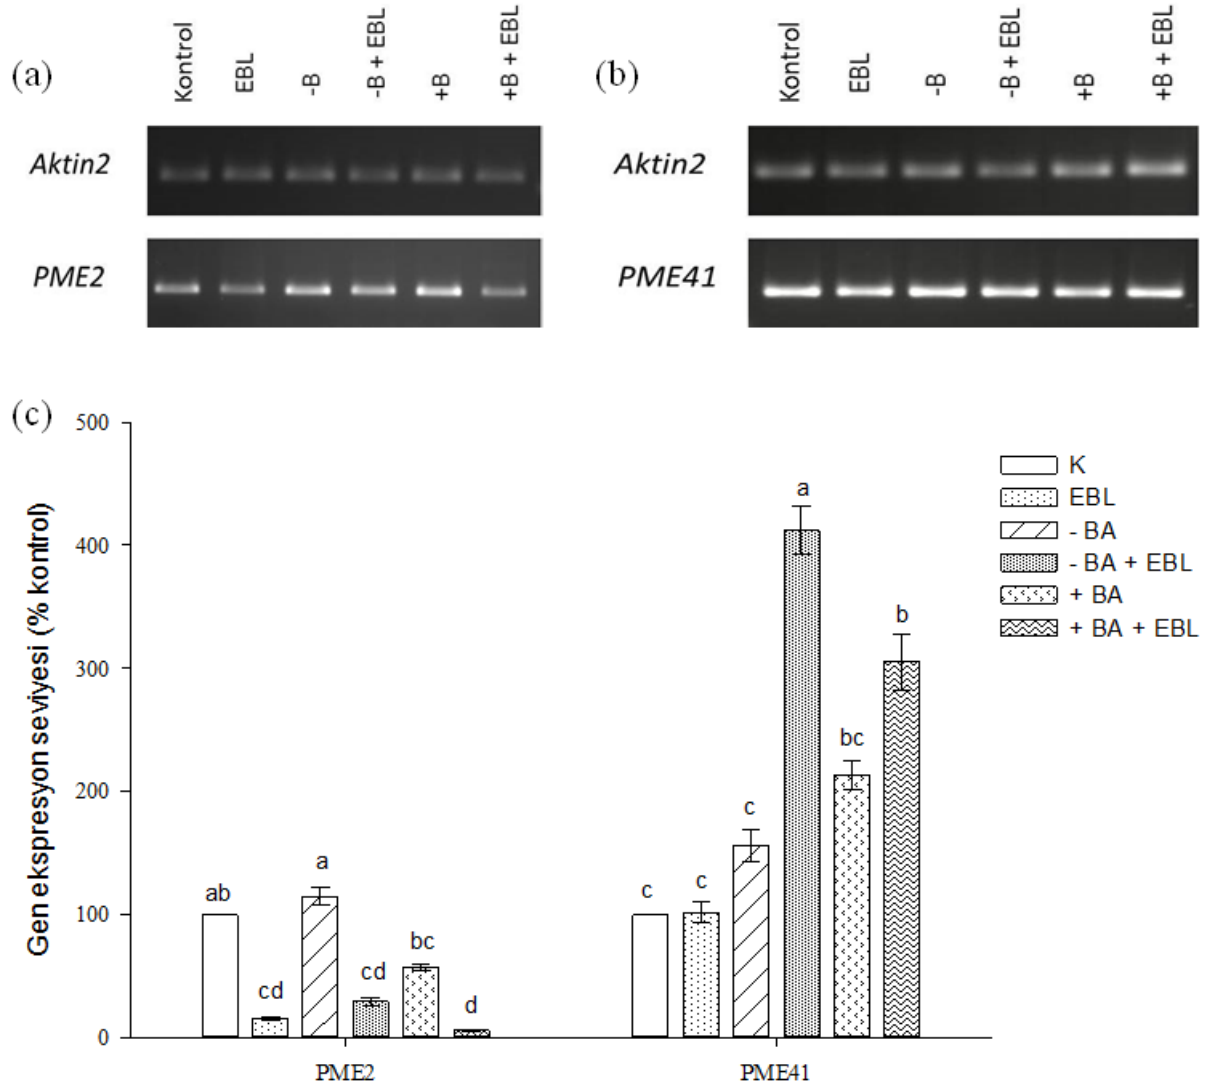 (a)
Kontrol
EBL
-B
-B + EBL
+B
+B + EBL
Aktin2
PME2
(b)
Kontrol
EBL
-B
-B + EBL
+B
+B + EBL
Aktin2
PME41
(c)
Gen ekspresyon seviyesi (% kontrol)
500
400
300
200
100
0
ab
cd
a
cd
bc
d
c
c
c
a
bc
b
PME2
PME41
K
EBL
- BA
- BA + EBL
+ BA
+ BA + EBL